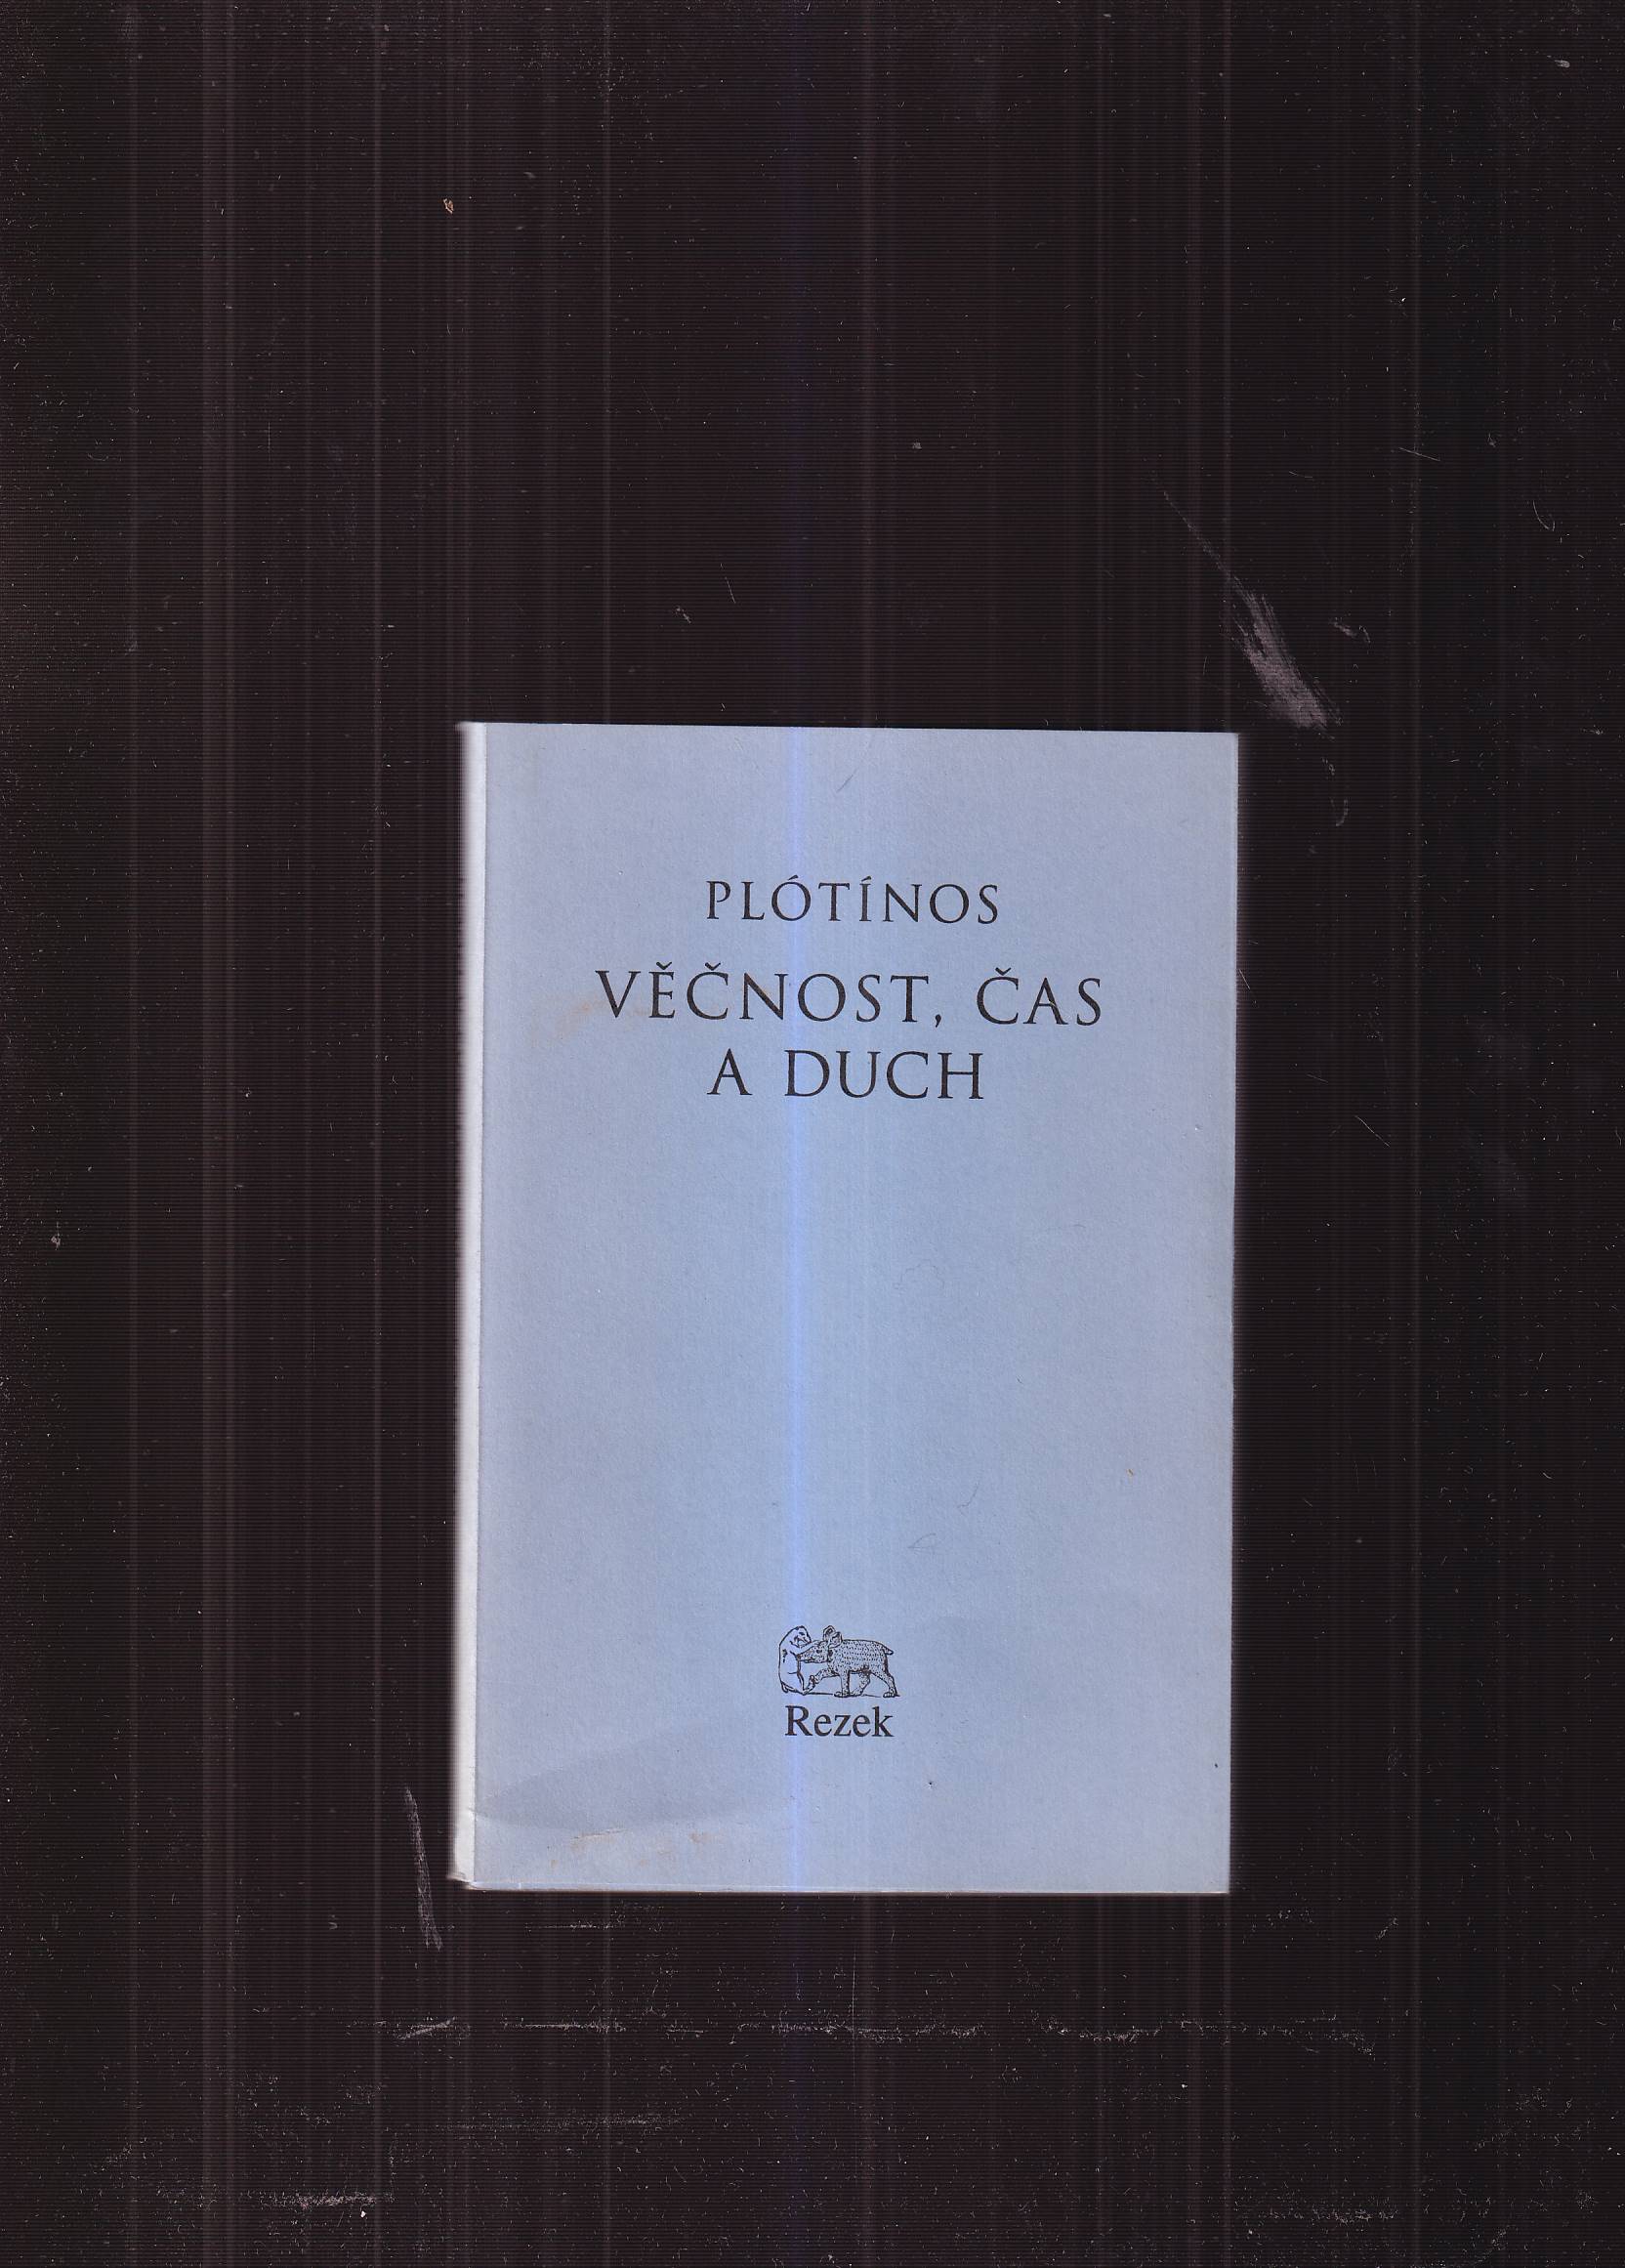 PLÓTÍNOS
VĚČNOST, ČAS
A DUCH
Rezek